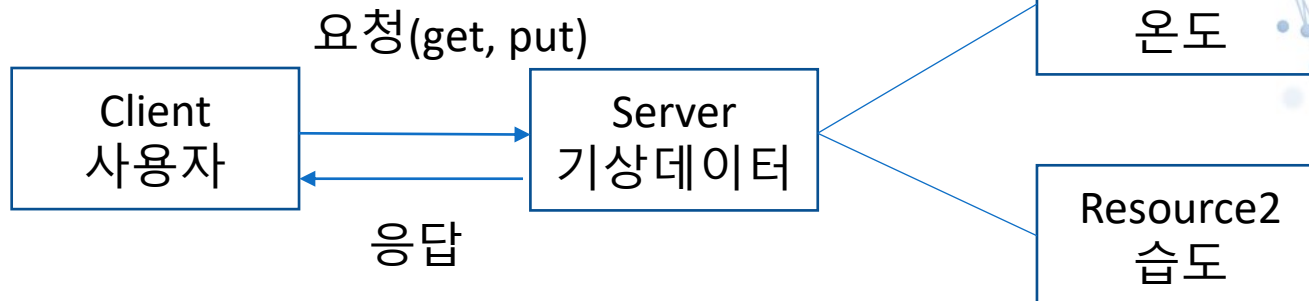 요청(get, put)
Client
사용자
Server
기상데이터
응답
온도
Resource2
습도